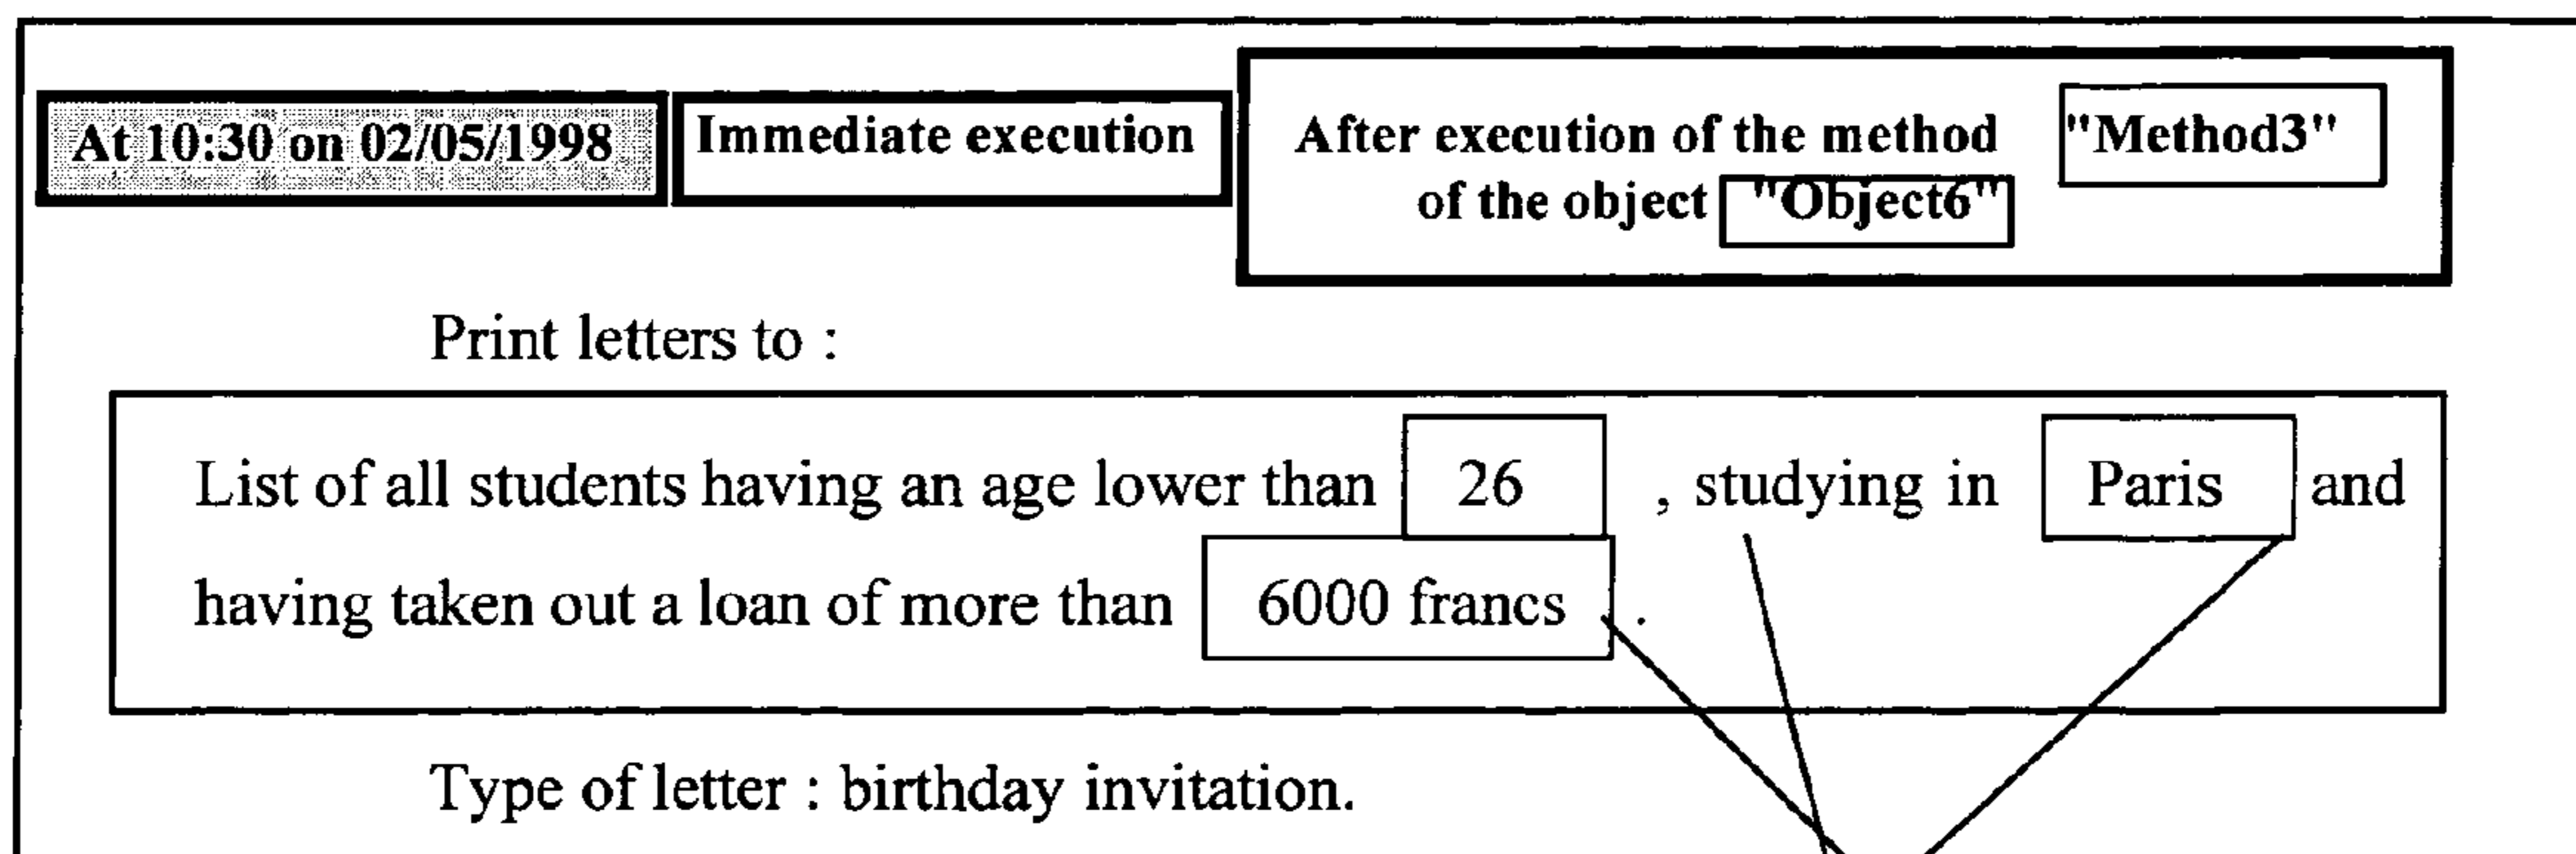 At 10:30 on 02/05/1998
Immediate execution
After execution of the method "Method3"
of the object "Object6"
Print letters to :
List of all students having an age lower than 26 , studying in Paris and
having taken out a loan of more than 6000 francs .
Type of letter : birthday invitation.